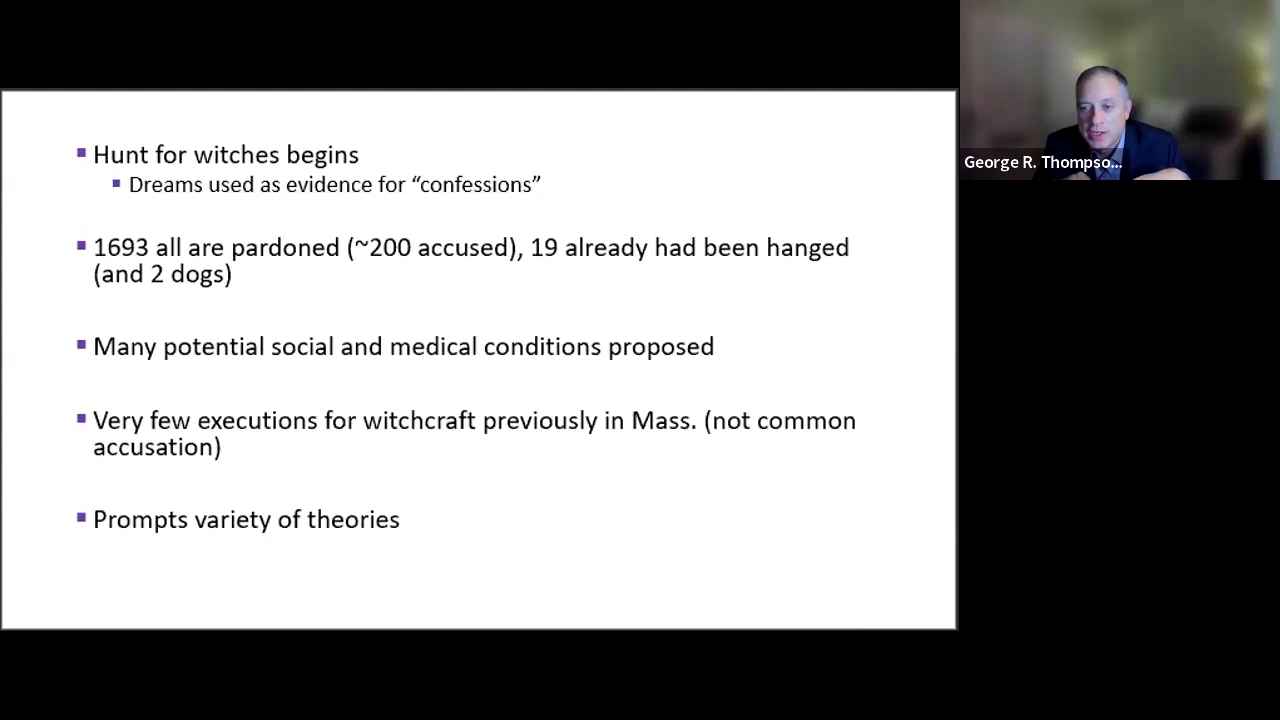 ▪ Hunt for witches begins
▪ Dreams used as evidence for “confessions”
▪ 1693 all are pardoned (~200 accused), 19 already had been hanged
(and 2 dogs)
▪ Many potential social and medical conditions proposed
▪ Very few executions for witchcraft previously in Mass. (not common
accusation)
▪ Prompts variety of theories
George R. Thompso...